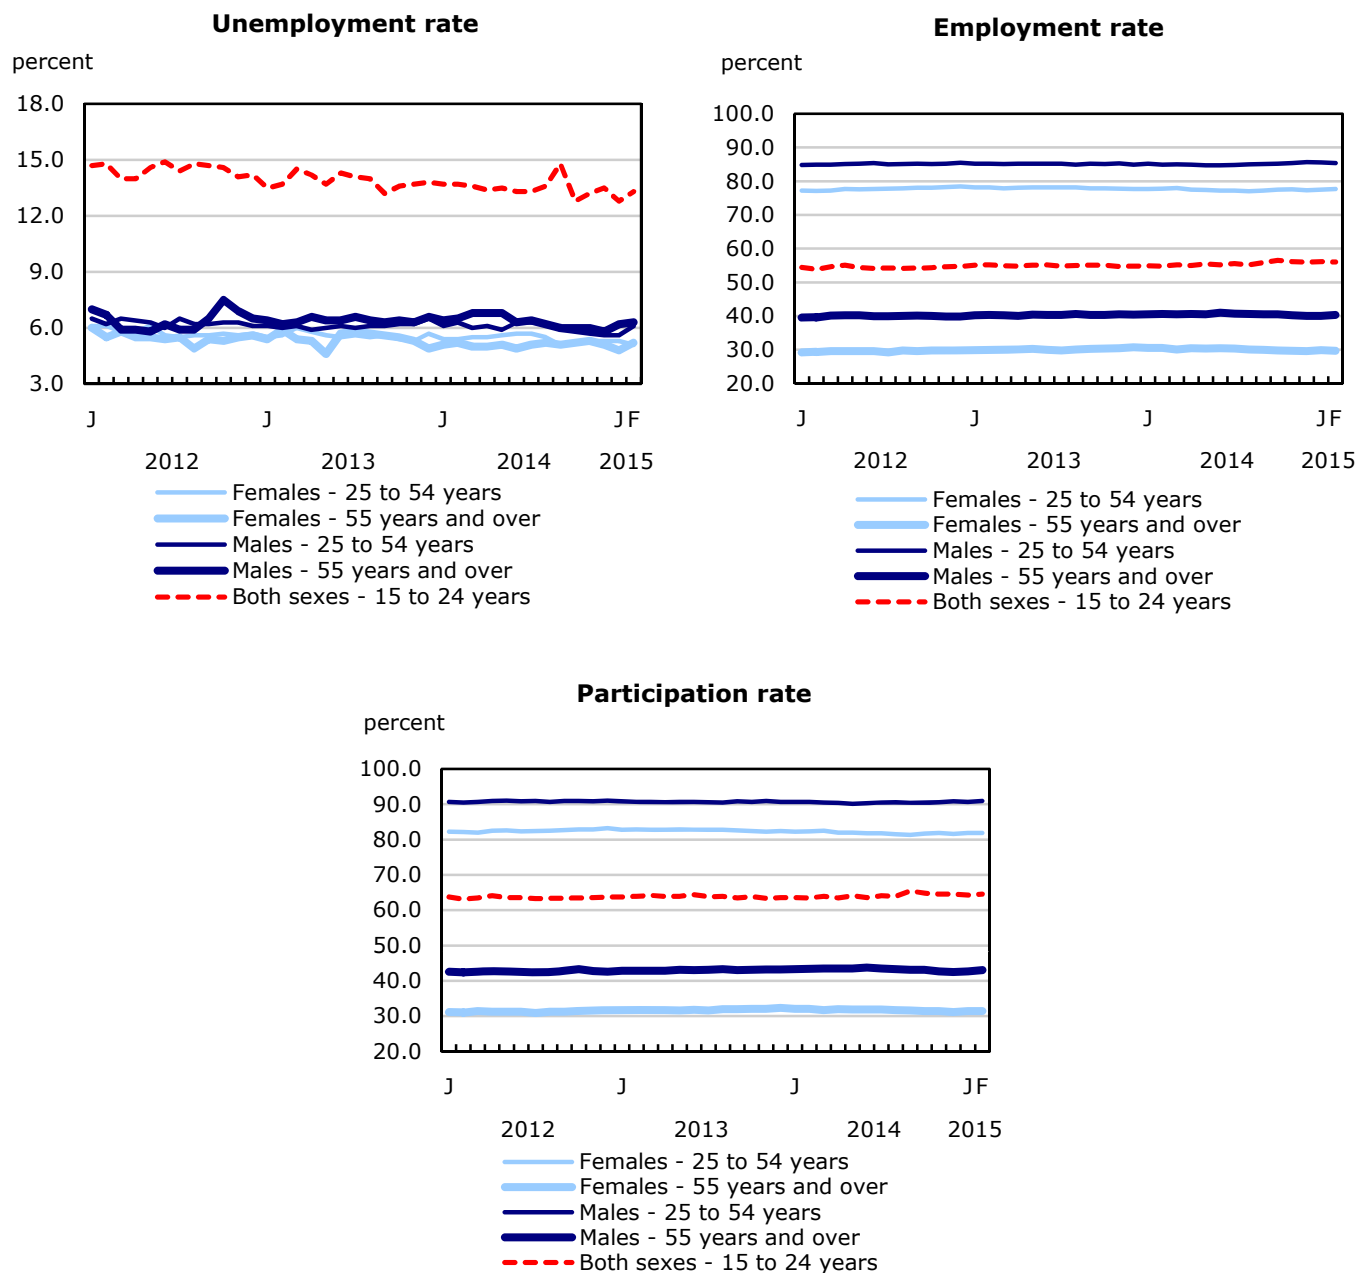 Unemployment rate
percent
18.0
15.0
12.0
9.0
6.0
3.0
J J J J F
2012 2013 2014 2015
Females - 25 to 54 years
Females - 55 years and over
Males - 25 to 54 years
Males - 55 years and over
Both sexes - 15 to 24 years
Employment rate
percent
100.0
90.0
80.0
70.0
60.0
50.0
40.0
30.0
20.0
J J J J F
2012 2013 2014 2015
Females - 25 to 54 years
Females - 55 years and over
Males - 25 to 54 years
Males - 55 years and over
Both sexes - 15 to 24 years
Participation rate
percent
100.0
90.0
80.0
70.0
60.0
50.0
40.0
30.0
20.0
J J J J F
2012 2013 2014 2015
Females - 25 to 54 years
Females - 55 years and over
Males - 25 to 54 years
Males - 55 years and over
Both sexes - 15 to 24 years